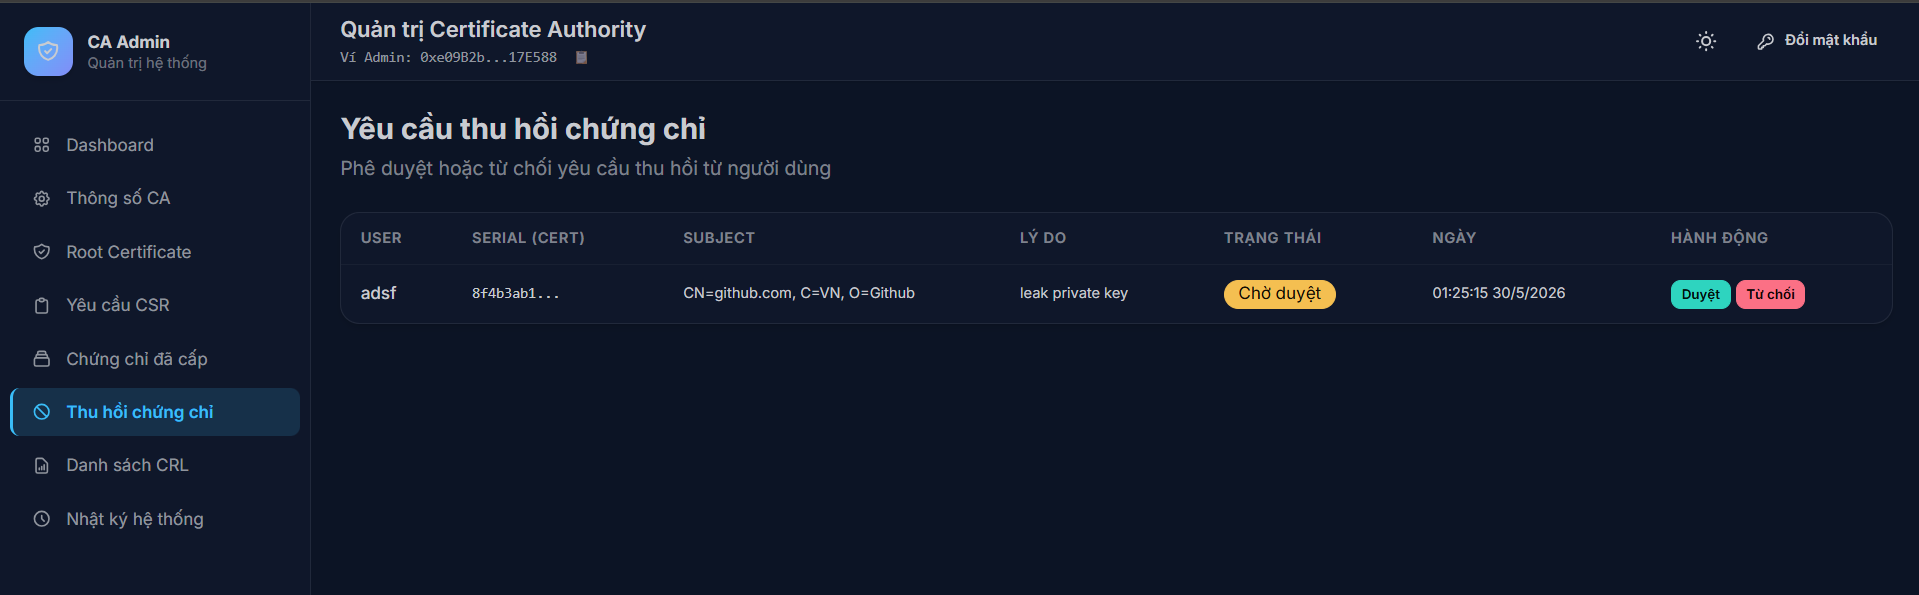 CA Admin
Quản trị hệ thống
Dashboard
Thông số CA
Root Certificate
Yêu cầu CSR
Chứng chỉ đã cấp
Thu hồi chứng chỉ
Danh sách CRL
Nhật ký hệ thống
Quản trị Certificate Authority
Ví Admin: 0xe09B2b...17E588
Đổi mật khẩu
Yêu cầu thu hồi chứng chỉ
Phê duyệt hoặc từ chối yêu cầu thu hồi từ người dùng
USER SERIAL (CERT) SUBJECT LÝ DO TRẠNG THÁI NGÀY HÀNH ĐỘNG
adsf 8f4b3ab1... CN=github.com, C=VN, O=Github leak private key Chờ duyệt 01:25:15 30/5/2026 Duyệt Từ chối